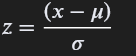 z = (x − μ) / σ